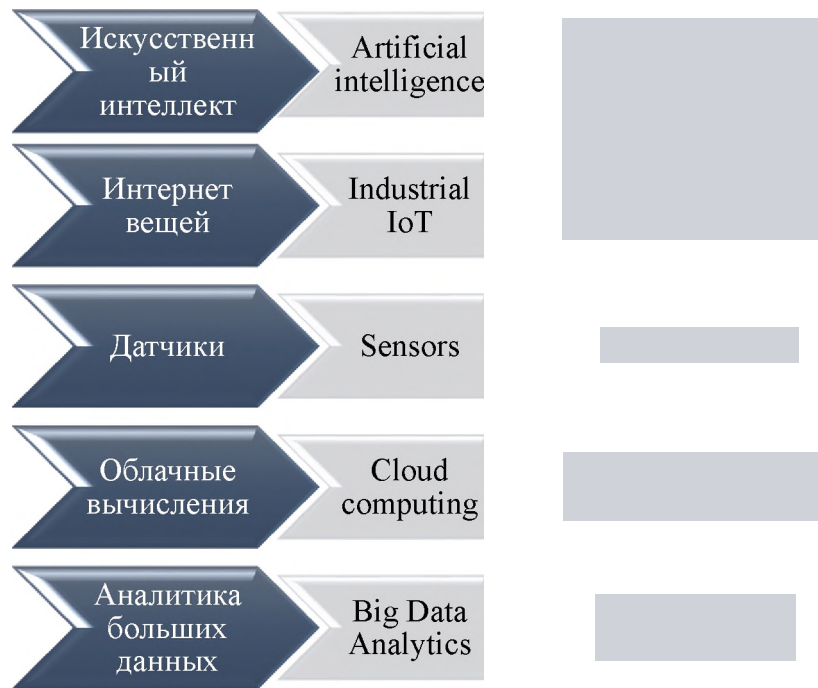 Искусственн
ый
интеллект
Artificial
intelligence
Интернет
вещей
Industrial
IoT
Датчики
Sensors
Облачные
вычисления
Cloud
computing
Аналитика
больших
данных
Big Data
Analytics